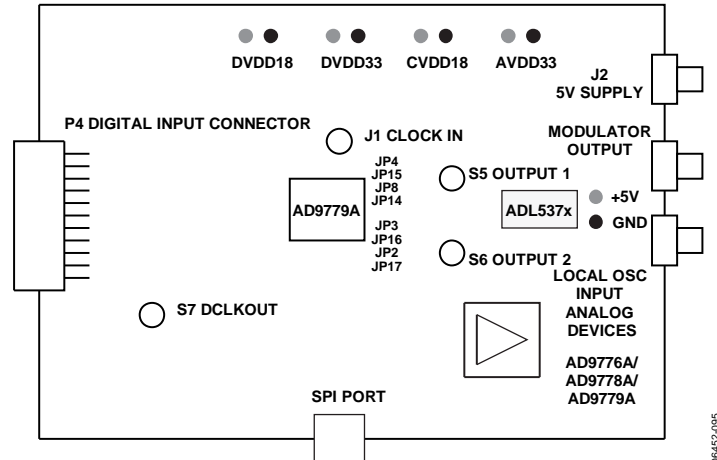 DVDD18 DVDD33 CVDD18 AVDD33
J2
5V SUPPLY
P4 DIGITAL INPUT CONNECTOR
J1 CLOCK IN
MODULATOR
OUTPUT
JP4
JP15
JP8
JP14
S5 OUTPUT 1
AD9779A
ADL537x
+5V
GND
JP3
JP16
JP2
JP17
S6 OUTPUT 2
LOCAL OSC
INPUT
ANALOG
DEVICES
S7 DCLKOUT
AD9776A/
AD9778A/
AD9779A
SPI PORT
06452-095